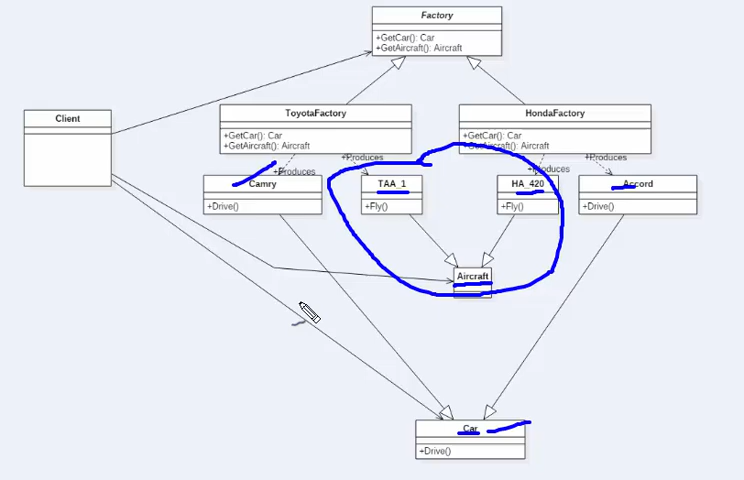 Factory
+GetCar(): Car
+GetAircraft(): Aircraft
Client
ToyotaFactory
+GetCar(): Car
+GetAircraft(): Aircraft
HondaFactory
+GetCar(): Car
+GetAircraft(): Aircraft
+Produces
+Produces
+Produces
+Produces
Camry
+Drive()
TAA_1
+Fly()
HA_420
+Fly()
Accord
+Drive()
Aircraft
Car
+Drive()